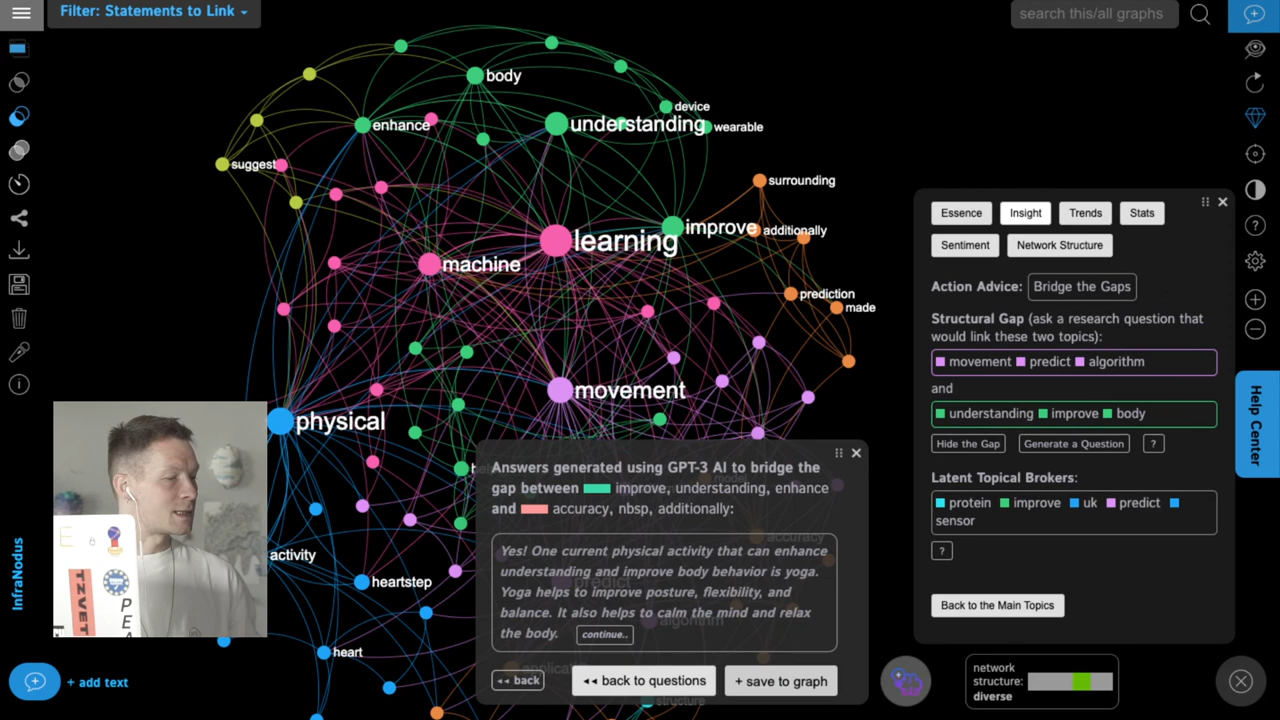 Filter: Statements to Link
search this/all graphs
body
device
understanding
wearable
enhance
suggest
surrounding
improve
additionally
learning
machine
prediction
made
movement
physical
activity
heartstep
heart
accuracy
predict
algorithm
structure
Essence
Insight
Trends
Stats
Sentiment
Network Structure
Action Advice: Bridge the Gaps
Structural Gap (ask a research question that
would link these two topics):
movement predict algorithm
and
understanding improve body
Hide the Gap
Generate a Question
?
Latent Topical Brokers:
protein improve uk predict
sensor
?
Back to the Main Topics
Help Center
Answers generated using GPT-3 AI to bridge the
gap between improve, understanding, enhance
and accuracy, nbsp, additionally:
Yes! One current physical activity that can enhance
understanding and improve body behavior is yoga.
Yoga helps to improve posture, flexibility, and
balance. It also helps to calm the mind and relax
the body. continue..
◄◄ back
◄◄ back to questions
+ save to graph
network
structure:
diverse
InfraNodus
+ add text
E
TZVET
PEA